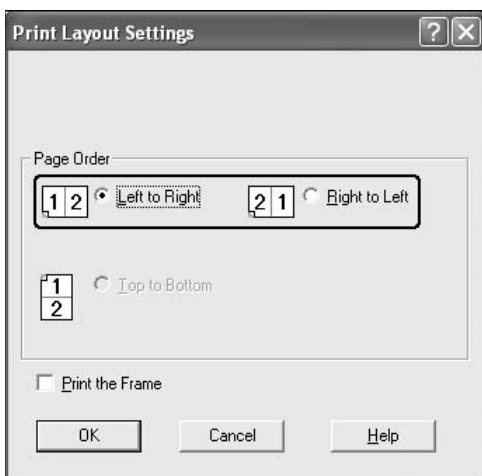 Print Layout Settings
Page Order
1 2 Left to Right 2 1 Right to Left
1
2
Top to Bottom
Print the Frame
OK Cancel Help